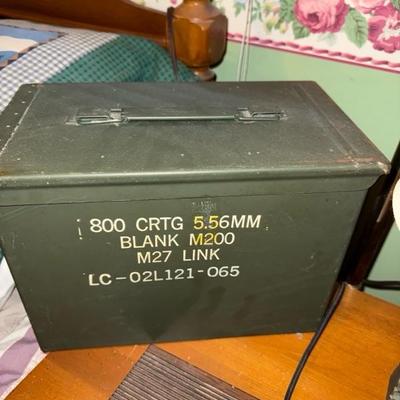 800 CRTG 5.56MM
BLANK M200
M27 LINK
LC-02L121-065